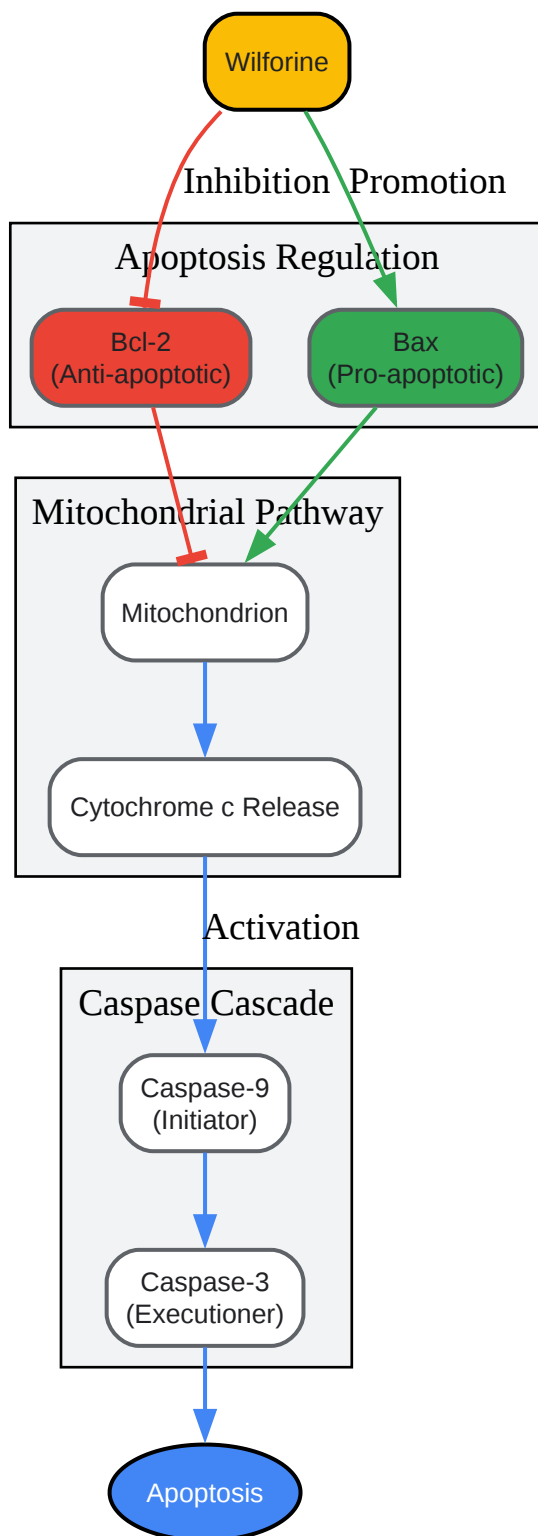 Wilforine
Inhibition
Promotion
Apoptosis Regulation
Bcl-2
(Anti-apoptotic)
Bax
(Pro-apoptotic)
Mitochondrial Pathway
Mitochondrion
Cytochrome c Release
Activation
Caspase Cascade
Caspase-9
(Initiator)
Caspase-3
(Executioner)
Apoptosis